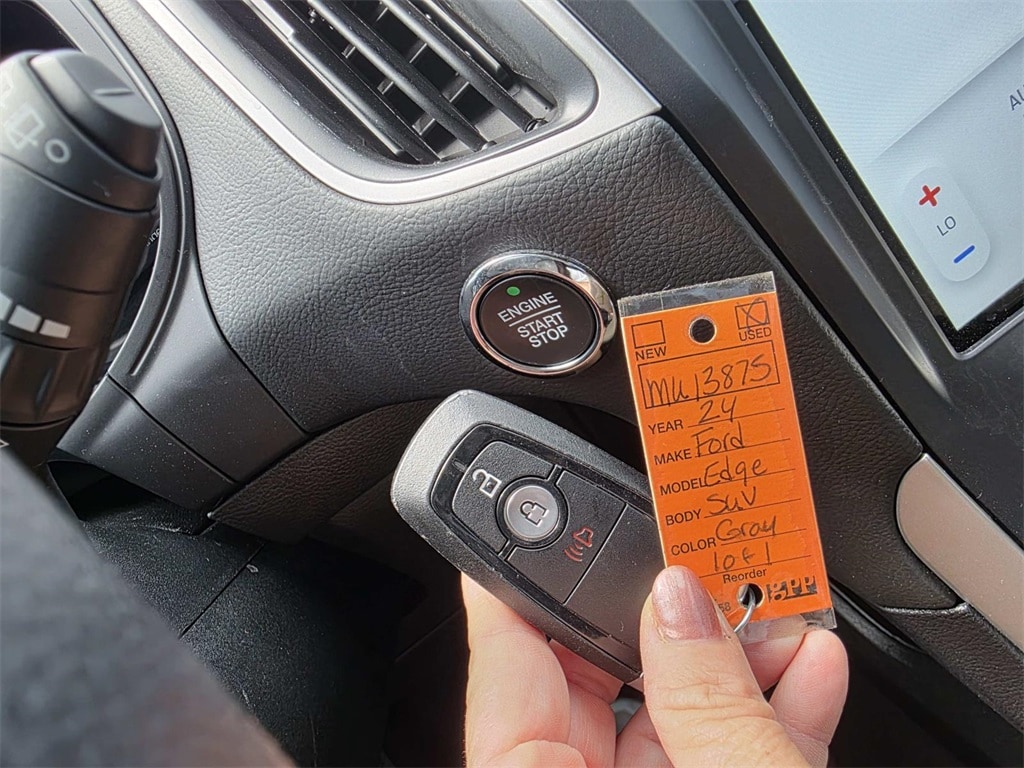 ENGINE
START
STOP
LO
NEW
USED
MU13875
YEAR 24
MAKE Ford
MODEL Edge
BODY Suv
COLOR Gray
1 of 1
Reorder
gpp